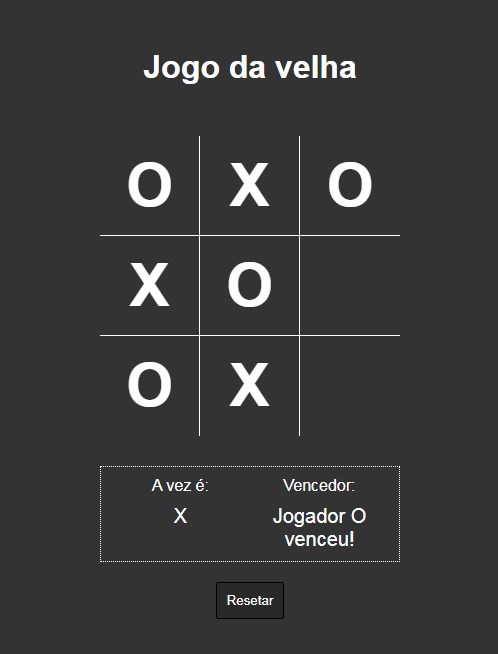 Jogo da velha
O X O
X O
O X
A vez é: Vencedor:
X Jogador O
venceu!
Resetar